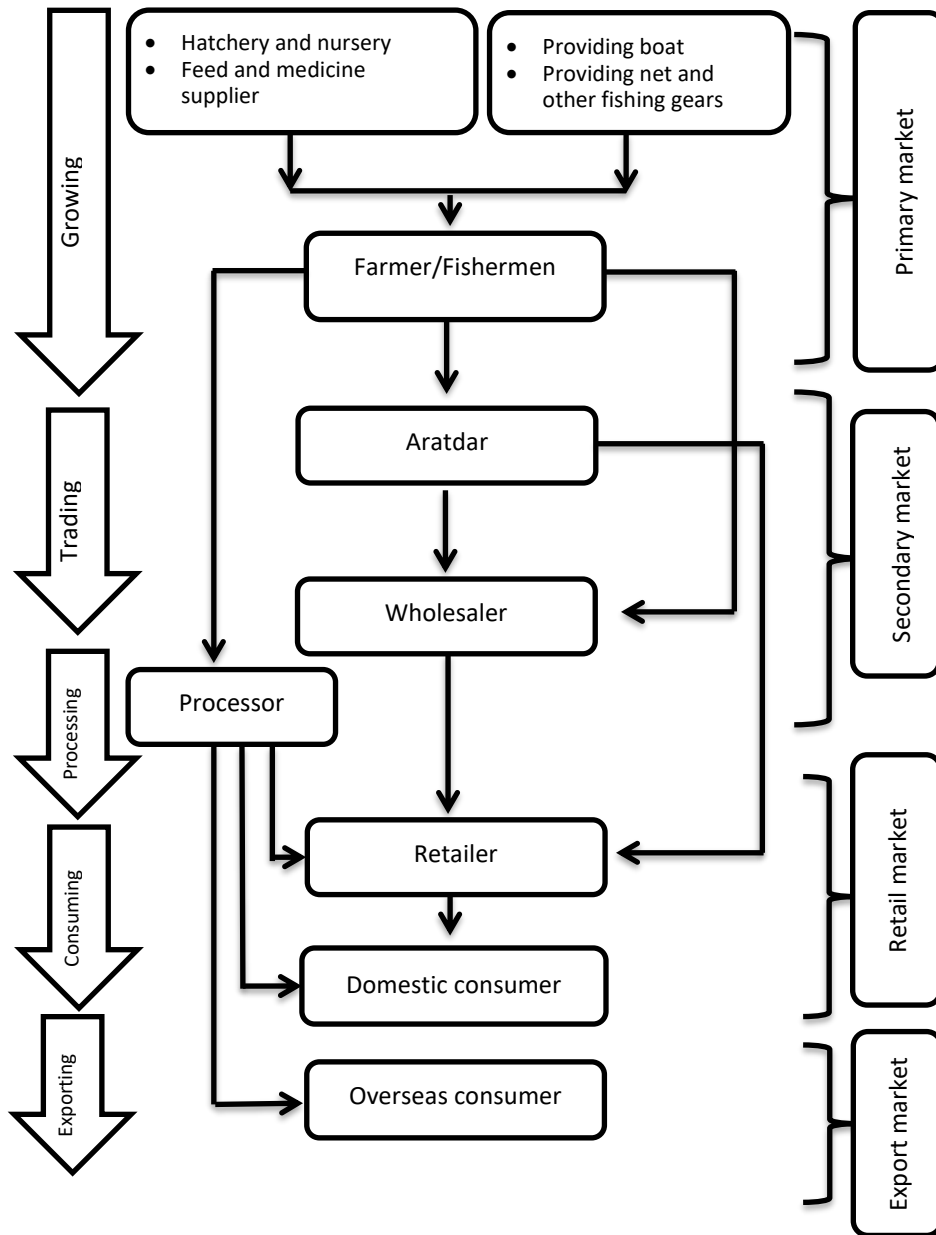 • Hatchery and nursery
• Feed and medicine
supplier
• Providing boat
• Providing net and
other fishing gears
Growing
Primary market
Farmer/Fishermen
Aratdar
Trading
Secondary market
Wholesaler
Processor
Processing
Retailer
Retail market
Consuming
Domestic consumer
Overseas consumer
Exporting
Export market